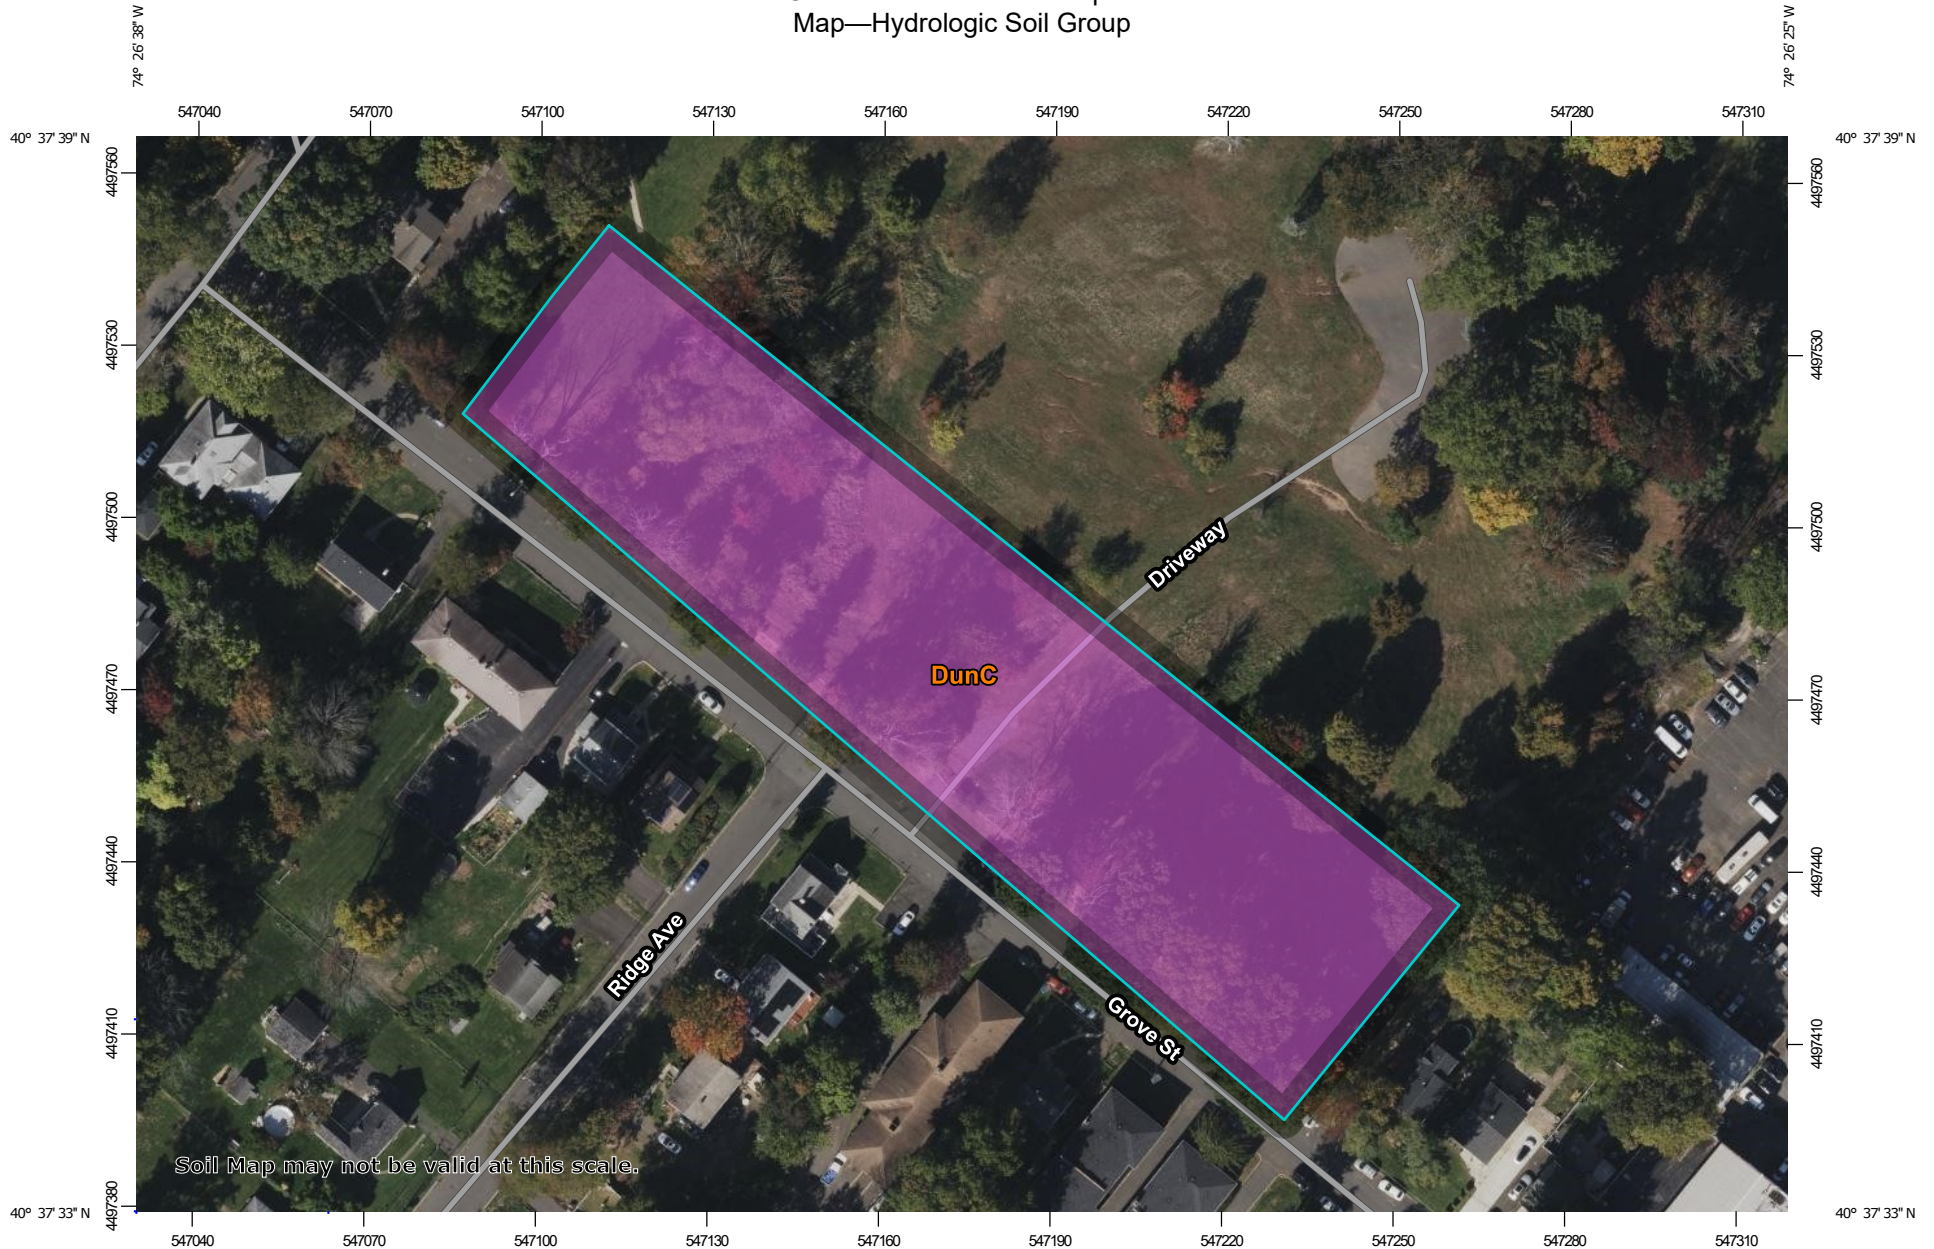 Map—Hydrologic Soil Group
74° 26' 38" W
74° 26' 25" W
547040 547070 547100 547130 547160 547190 547220 547250 547280 547310
40° 37' 39" N
40° 37' 39" N
4497560
4497560
4497530
4497530
4497500
4497500
Driveway
4497470
4497470
DunC
4497440
4497440
Ridge Ave
Grove St
4497410
4497410
Soil Map may not be valid at this scale.
4497380
40° 37' 33" N
40° 37' 33" N
547040 547070 547100 547130 547160 547190 547220 547250 547280 547310